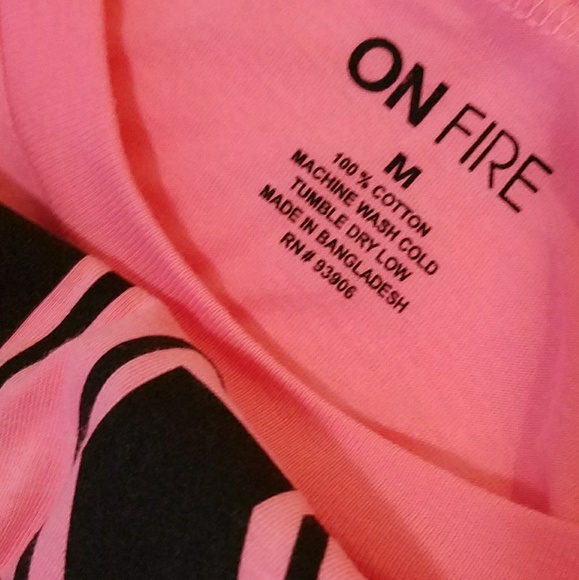 ON FIRE
M
100% COTTON
MACHINE WASH COLD
TUMBLE DRY LOW
MADE IN BANGLADESH
RN # 93906